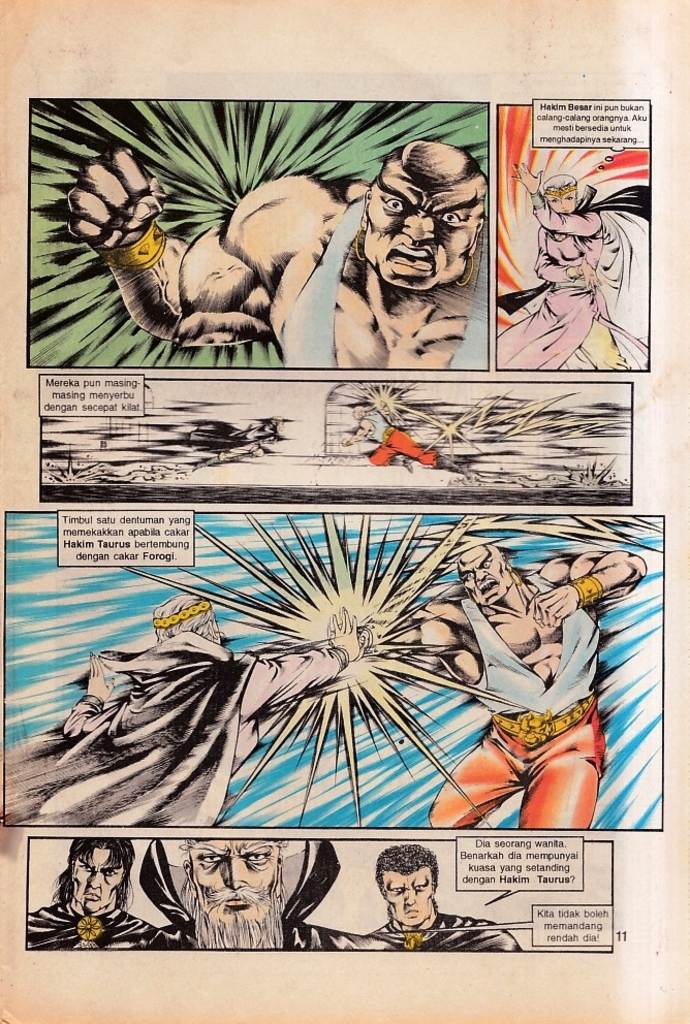 Hakim Besar ini pun bukan
calang-calang orangnya. Aku
mesti bersedia untuk
menghadapinya sekarang...
Mereka pun masing-
masing menyerbu
dengan secepat kilat.
Timbul satu dentuman yang
memekakkan apabila cakar
Hakim Taurus bertembung
dengan cakar Forogi.
Dia seorang wanita.
Benarkah dia mempunyai
kuasa yang setanding
dengan Hakim Taurus?
Kita tidak boleh
memandang
rendah dia!
11